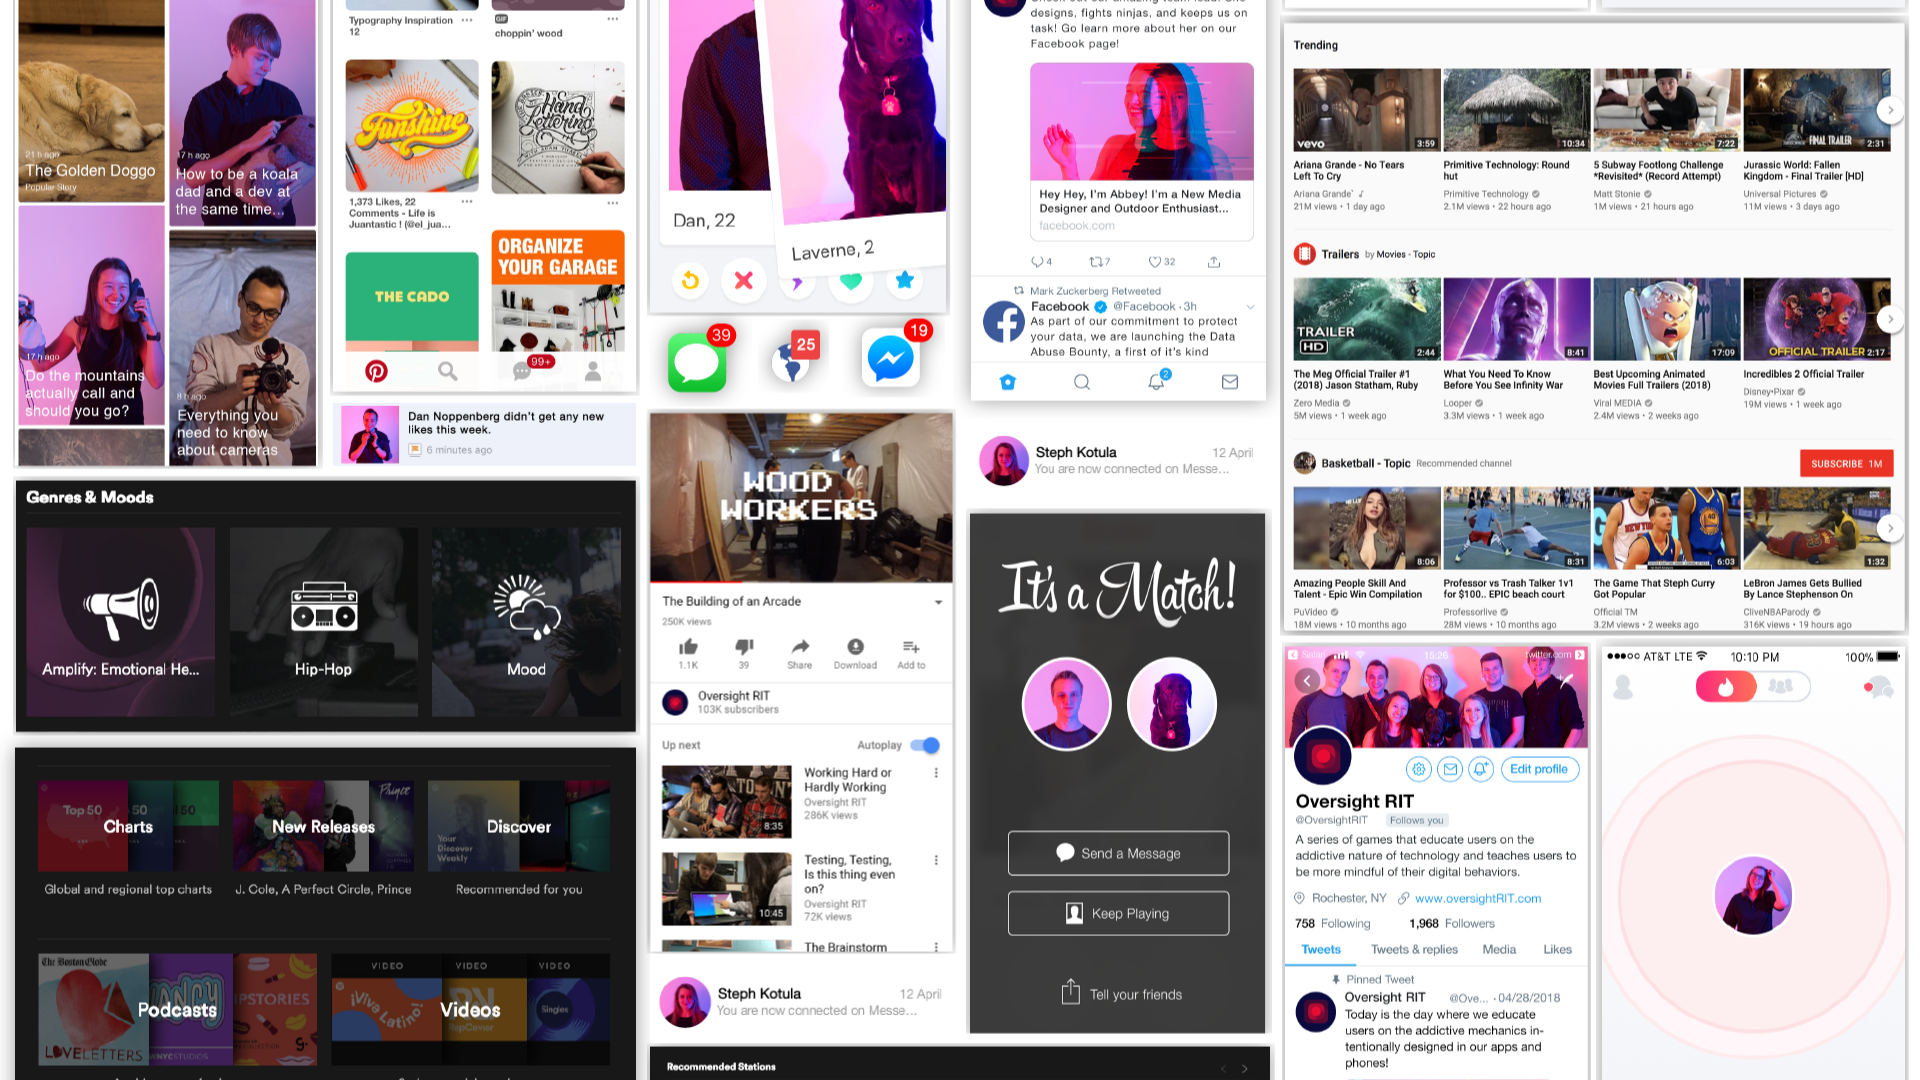 21 h ago
The Golden Doggo
Popular Story
17 h ago
How to be a koala
dad and a dev at
the same time...
17 h ago
Do the mountains
actually call and
should you go?
8 h ago
Everything you
need to know
about cameras
Typography Inspiration
12
GIF
choppin' wood
Funshine
Hand
Lettering
1,373 Likes, 22
Comments - Life is
Juantastic ! (@el_jua...
THE CADO
ORGANIZE
YOUR GARAGE
99+
Dan Noppenberg didn't get any new
likes this week.
6 minutes ago
Dan, 22
Laverne, 2
39
25
19
designs, fights ninjas, and keeps us on
task! Go learn more about her on our
Facebook page!
Hey Hey, I'm Abbey! I'm a New Media
Designer and Outdoor Enthusiast...
facebook.com
4
7
32
Mark Zuckerberg Retweeted
Facebook @Facebook · 3h
As part of our commitment to protect
your data, we are launching the Data
Abuse Bounty, a first of it's kind
2
Steph Kotula 12 April
You are now connected on Messe...
Trending
vevo
3:59
10:34
7:22
FINAL TRAILER
2:31
Ariana Grande - No Tears
Left To Cry
Ariana Grande
21M views • 1 day ago
Primitive Technology: Round
hut
Primitive Technology
2.1M views • 22 hours ago
5 Subway Footlong Challenge
*Revisited* (Record Attempt)
Matt Stonie
1M views • 21 hours ago
Jurassic World: Fallen
Kingdom - Final Trailer [HD]
Universal Pictures
11M views • 3 days ago
Trailers by Movies - Topic
TRAILER
HD
2:44
8:41
17:09
OFFICIAL TRAILER 2:17
The Meg Official Trailer #1
(2018) Jason Statham, Ruby
Zero Media
5M views • 1 week ago
What You Need To Know
Before You See Infinity War
Looper
3.3M views • 1 week ago
Best Upcoming Animated
Movies Full Trailers (2018)
Viral MEDIA
2.4M views • 2 weeks ago
Incredibles 2 Official Trailer
Disney•Pixar
19M views • 1 week ago
Basketball - Topic Recommended channel
SUBSCRIBE 1M
8:06
8:31
6:03
1:32
Amazing People Skill And
Talent - Epic Win Compilation
PuVideo
18M views • 10 months ago
Professor vs Trash Talker 1v1
for $100.. EPIC beach court
Professorlive
28M views • 10 months ago
The Game That Steph Curry
Got Popular
Official TM
3.2M views • 2 weeks ago
LeBron James Gets Bullied
By Lance Stephenson On
CliveNBAParody
316K views • 19 hours ago
Genres & Moods
Amplify: Emotional He...
Hip-Hop
Mood
Top 50
50
50
Charts
Global and regional top charts
Prince
New Releases
J. Cole, A Perfect Circle, Prince
Your
Discover
Weekly
Discover
Recommended for you
The Boston Globe
LOVE LETTERS
WNYCSTUDIOS
Podcasts
VIDEO
VIDEO
VIDEO
¡Viva Latino!
RapCaviar
Singles
Videos
WOOD
WORKERS
The Building of an Arcade
250K views
1.1K
39
Share
Download
Add to
Oversight RIT
103K subscribers
Up next Autoplay
8:35
Working Hard or
Hardly Working
Oversight RIT
286K views
10:45
Testing, Testing,
Is this thing even
on?
Oversight RIT
72K views
The Brainstorm
Steph Kotula 12 April
You are now connected on Messe...
Recommended Stations
It's a Match!
Send a Message
Keep Playing
Tell your friends
Safari 15:26 twitter.com
Edit profile
Oversight RIT
@OversightRIT Follows you
A series of games that educate users on the
addictive nature of technology and teaches users to
be more mindful of their digital behaviors.
Rochester, NY www.oversightRIT.com
758 Following 1,968 Followers
Tweets Tweets & replies Media Likes
Pinned Tweet
Oversight RIT @Ove... · 04/28/2018
Today is the day where we educate
users on the addictive mechanics in-
tentionally designed in our apps and
phones!
AT&T LTE 10:10 PM 100%